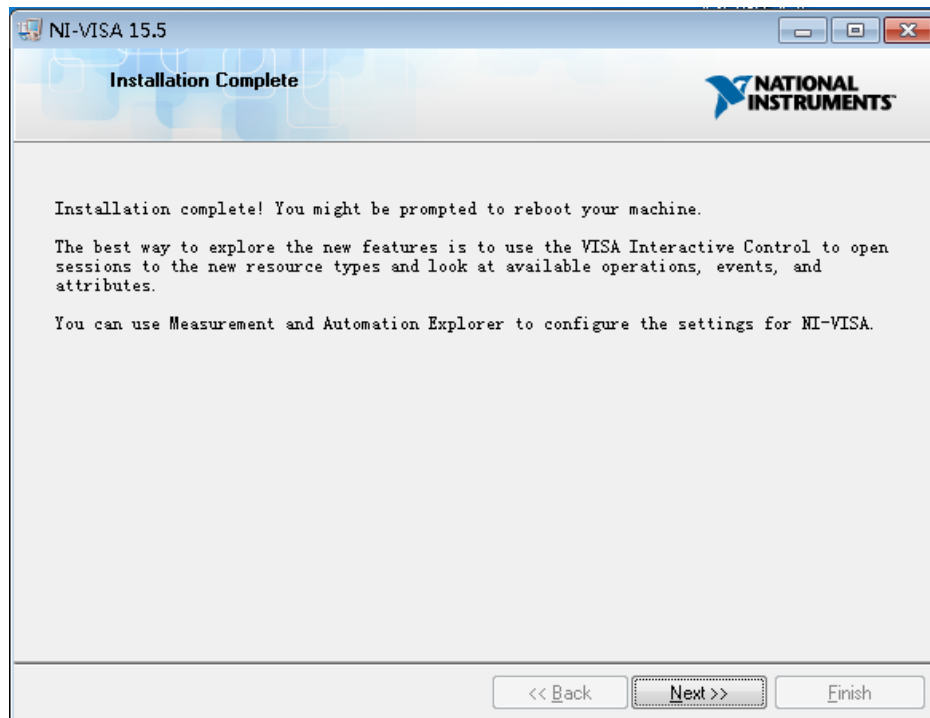 NI-VISA 15.5
Installation Complete
NATIONAL
INSTRUMENTS™
Installation complete! You might be prompted to reboot your machine.
The best way to explore the new features is to use the VISA Interactive Control to open
sessions to the new resource types and look at available operations, events, and
attributes.
You can use Measurement and Automation Explorer to configure the settings for NI-VISA.
<< Back
Next >>
Finish